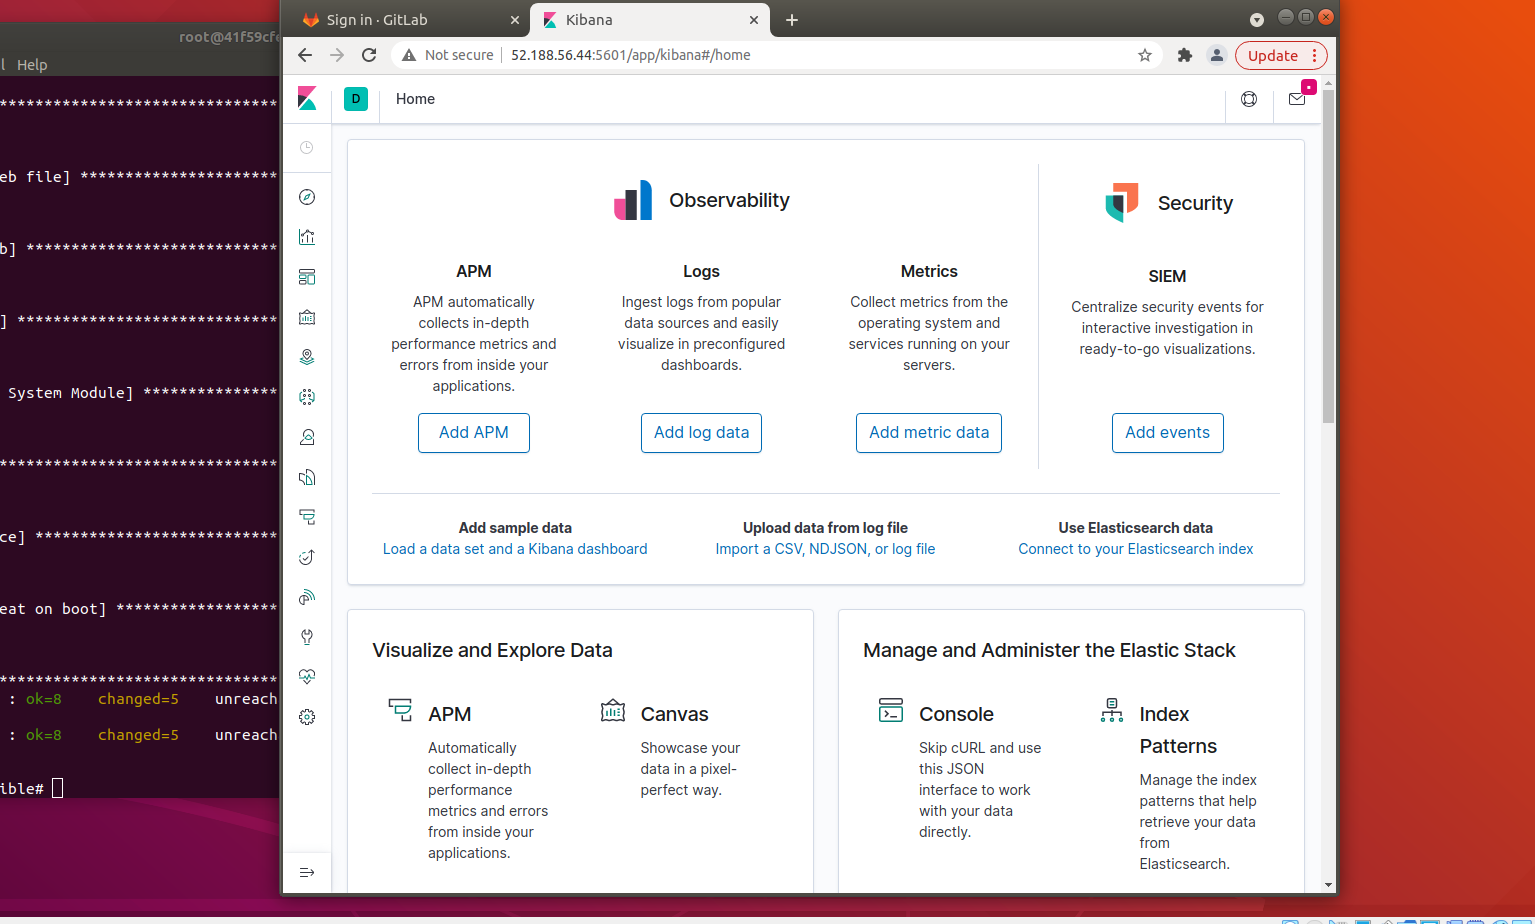 Sign in · GitLab
Kibana
root@41f59cfe
l Help
Not secure
52.188.56.44:5601/app/kibana#/home
Update
D
Home
******************************
eb file] **********************
b] ****************************
] *****************************
System Module] ***************
******************************
ce] ***************************
eat on boot] ******************
******************************
: ok=8 changed=5 unreach
: ok=8 changed=5 unreach
ible#
Observability
APM
APM automatically
collects in-depth
performance metrics and
errors from inside your
applications.
Add APM
Logs
Ingest logs from popular
data sources and easily
visualize in preconfigured
dashboards.
Add log data
Metrics
Collect metrics from the
operating system and
services running on your
servers.
Add metric data
Security
SIEM
Centralize security events for
interactive investigation in
ready-to-go visualizations.
Add events
Add sample data
Load a data set and a Kibana dashboard
Upload data from log file
Import a CSV, NDJSON, or log file
Use Elasticsearch data
Connect to your Elasticsearch index
Visualize and Explore Data
APM
Automatically
collect in-depth
performance
metrics and errors
from inside your
applications.
Canvas
Showcase your
data in a pixel-
perfect way.
Manage and Administer the Elastic Stack
Console
Skip cURL and use
this JSON
interface to work
with your data
directly.
Index
Patterns
Manage the index
patterns that help
retrieve your data
from
Elasticsearch.